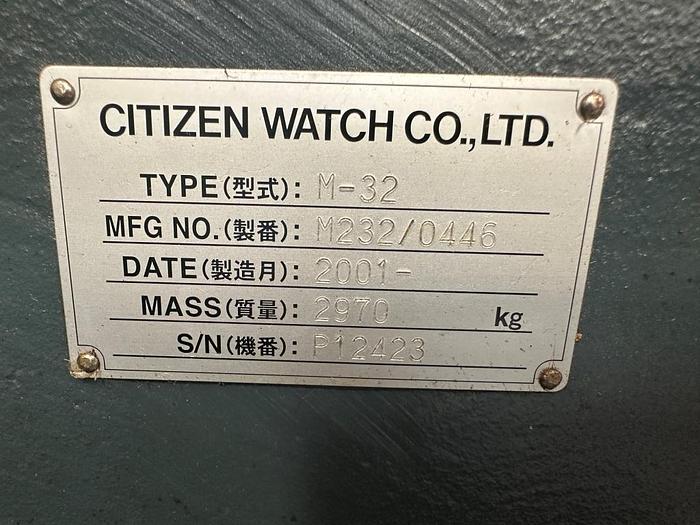 CITIZEN WATCH CO.,LTD.
TYPE(型式): M-32
MFG NO.(製番): M232/0446
DATE(製造月): 2001-
MASS(質量): 2970 kg
S/N(機番): P12423